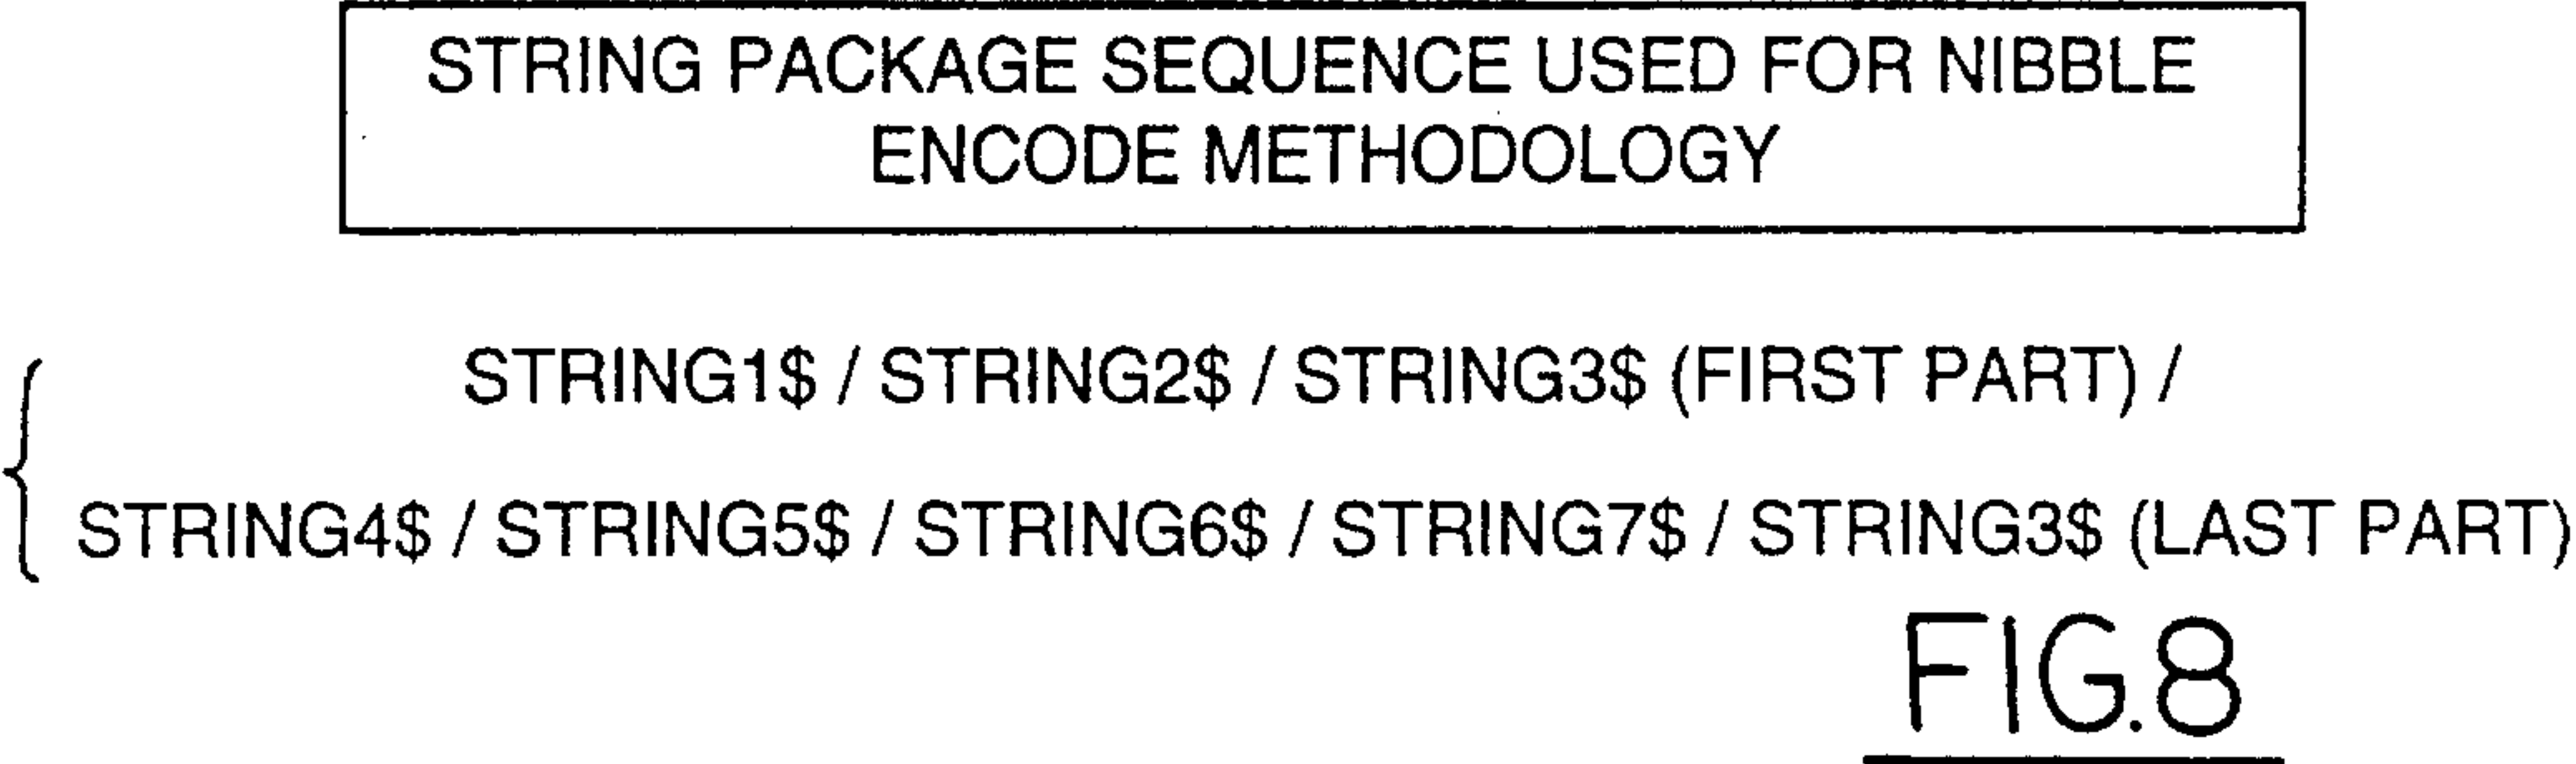 STRING PACKAGE SEQUENCE USED FOR NIBBLE
ENCODE METHODOLOGY
STRING1$ / STRING2$ / STRING3$ (FIRST PART) /
STRING4$ / STRING5$ / STRING6$ / STRING7$ / STRING3$ (LAST PART)
FIG.8